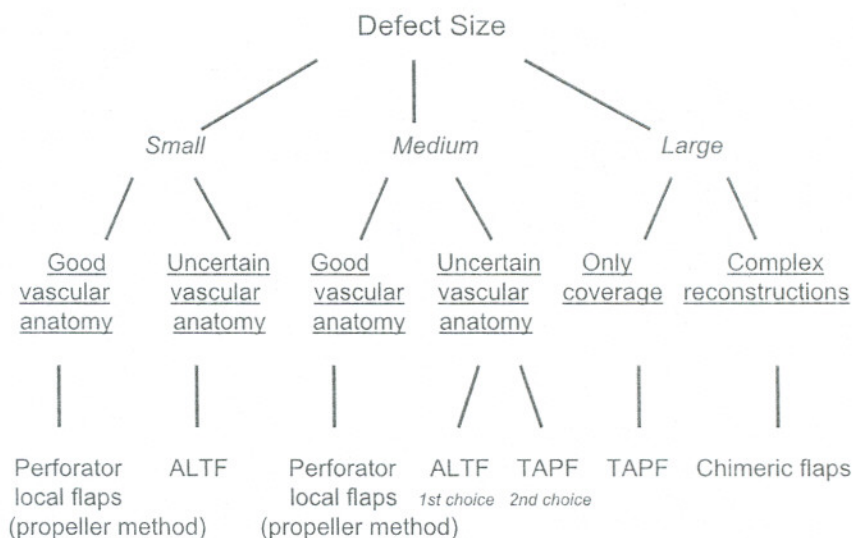 Defect Size
Small Medium Large
Good Uncertain Good Uncertain Only Complex
vascular vascular vascular vascular coverage reconstructions
anatomy anatomy anatomy anatomy
Perforator ALTF Perforator ALTF TAPF TAPF Chimeric flaps
local flaps local flaps 1st choice 2nd choice
(propeller method) (propeller method)